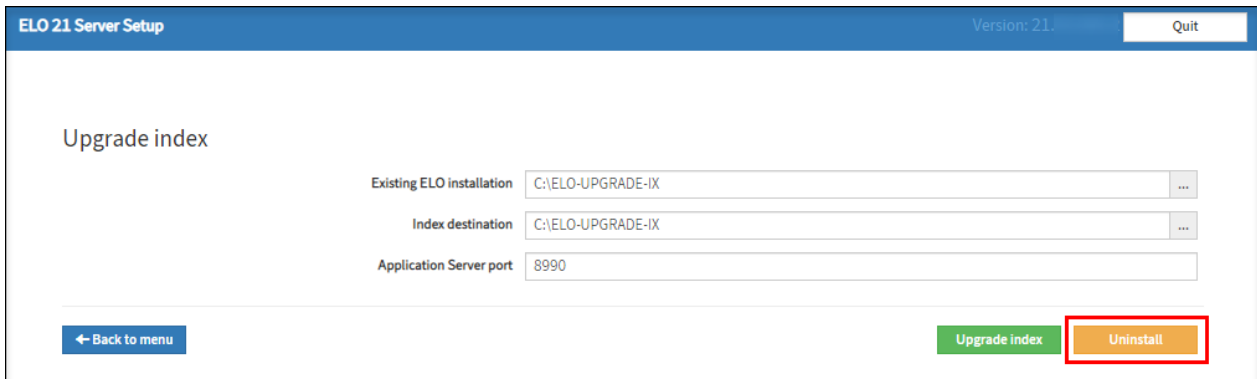 ELO 21 Server Setup
Version: 21.
Quit
Upgrade index
Existing ELO installation C:\ELO-UPGRADE-IX ...
Index destination C:\ELO-UPGRADE-IX ...
Application Server port 8990
Back to menu
Upgrade index
Uninstall